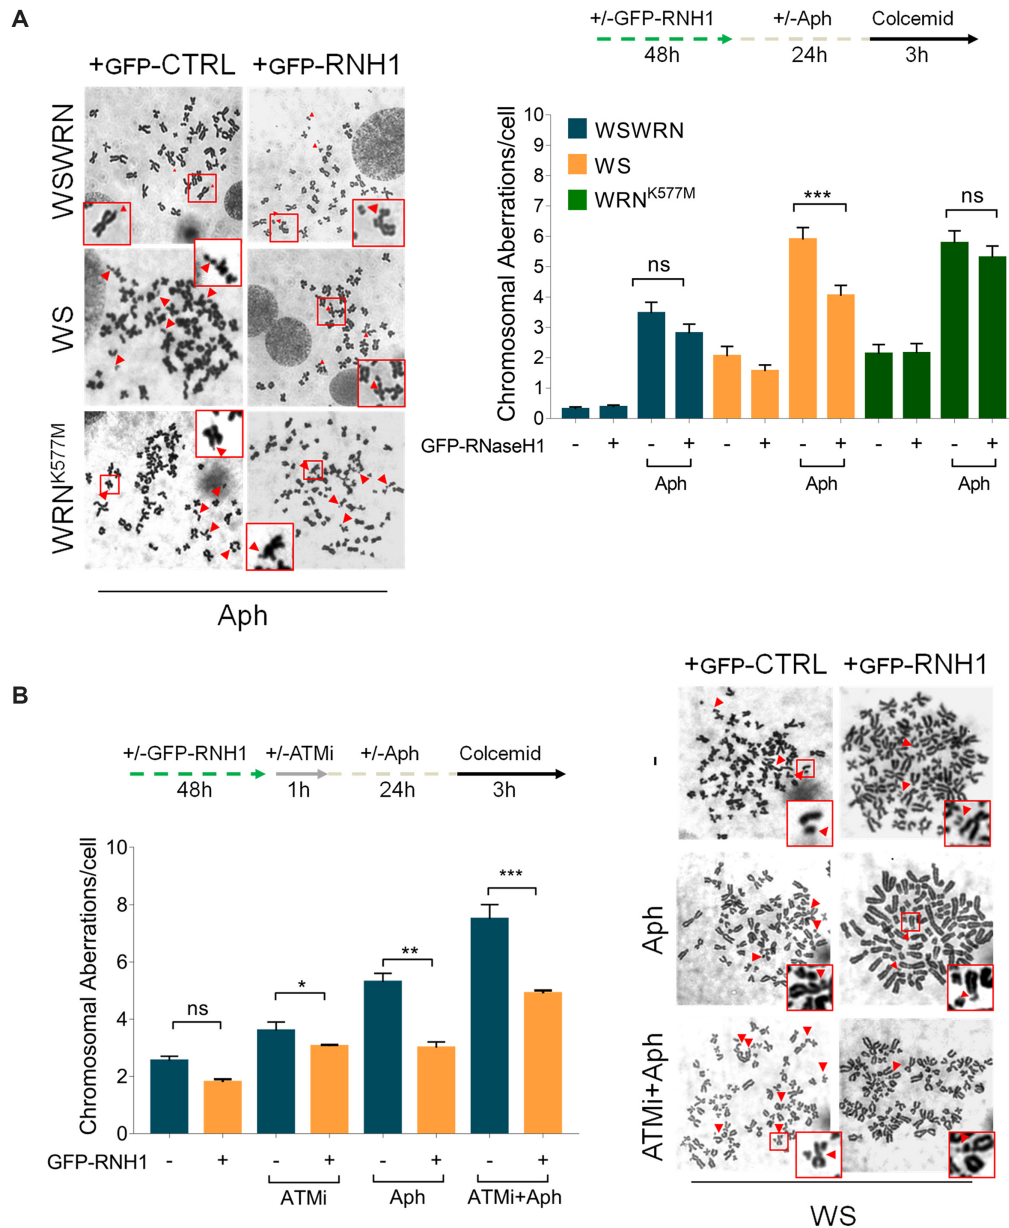 A
+GFP-CTRL +GFP-RNH1
WSWRN
WS
WRNK577M
Aph
+/-GFP-RNH1 +/-Aph Colcemid
48h 24h 3h
Chromosomal Aberrations/cell
10
9
8
7
6
5
4
3
2
1
0
WSWRN
WS
WRNK577M
ns *** ns
GFP-RNaseH1 - + - + - + - + - + - +
Aph Aph Aph
B
+/-GFP-RNH1 +/-ATMi +/-Aph Colcemid
48h 1h 24h 3h
Chromosomal Aberrations/cell
10
8
6
4
2
0
ns * ** ***
GFP-RNH1 - + - + - + - +
ATMi Aph ATMi+Aph
+GFP-CTRL +GFP-RNH1
-
Aph
ATMi+Aph
WS